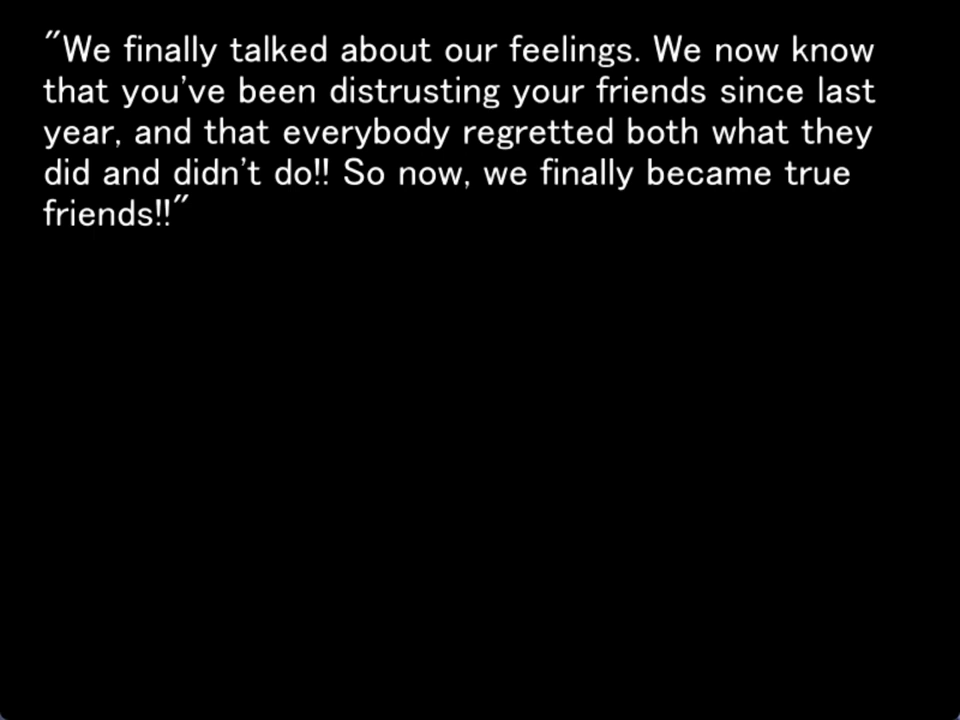 "We finally talked about our feelings. We now know
that you've been distrusting your friends since last
year, and that everybody regretted both what they
did and didn't do!! So now, we finally became true
friends!!"